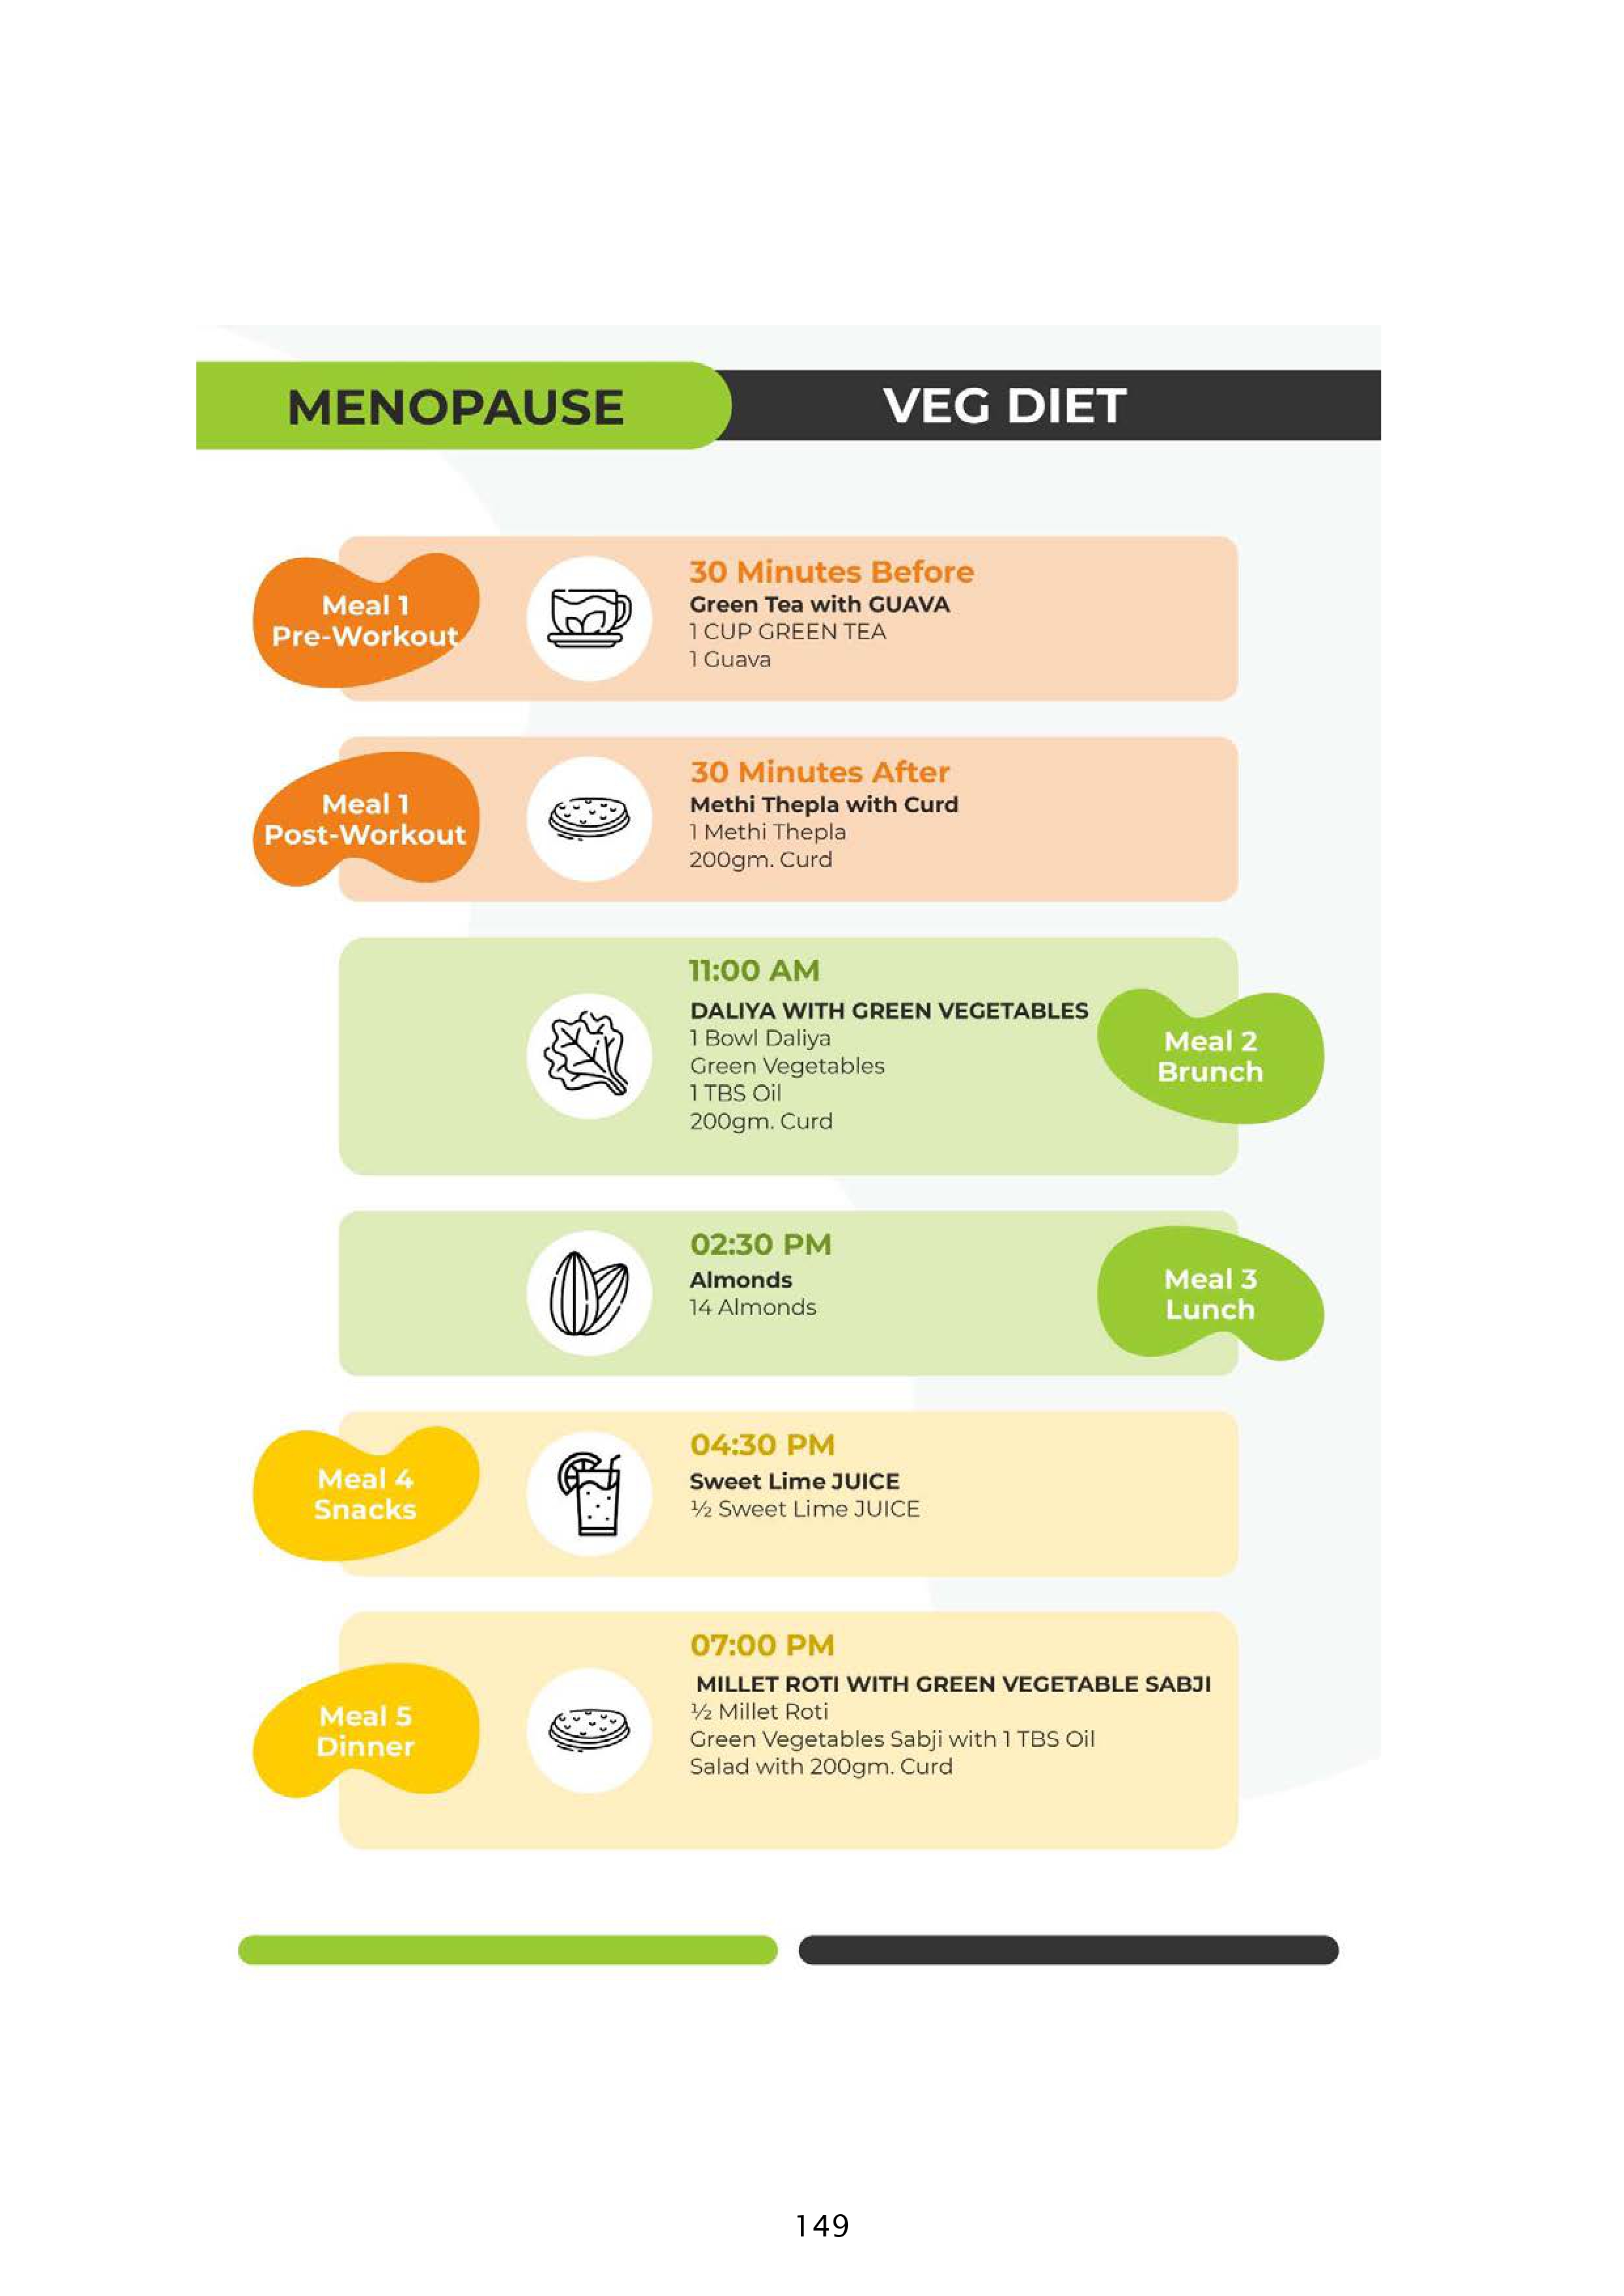 MENOPAUSE
VEG DIET
Meal 1
Pre-Workout
30 Minutes Before
Green Tea with GUAVA
1 CUP GREEN TEA
1 Guava
Meal 1
Post-Workout
30 Minutes After
Methi Thepla with Curd
1 Methi Thepla
200gm. Curd
11:00 AM
DALIYA WITH GREEN VEGETABLES
1 Bowl Daliya
Green Vegetables
1 TBS Oil
200gm. Curd
Meal 2
Brunch
02:30 PM
Almonds
14 Almonds
Meal 3
Lunch
Meal 4
Snacks
04:30 PM
Sweet Lime JUICE
½ Sweet Lime JUICE
Meal 5
Dinner
07:00 PM
MILLET ROTI WITH GREEN VEGETABLE SABJI
½ Millet Roti
Green Vegetables Sabji with 1 TBS Oil
Salad with 200gm. Curd
149